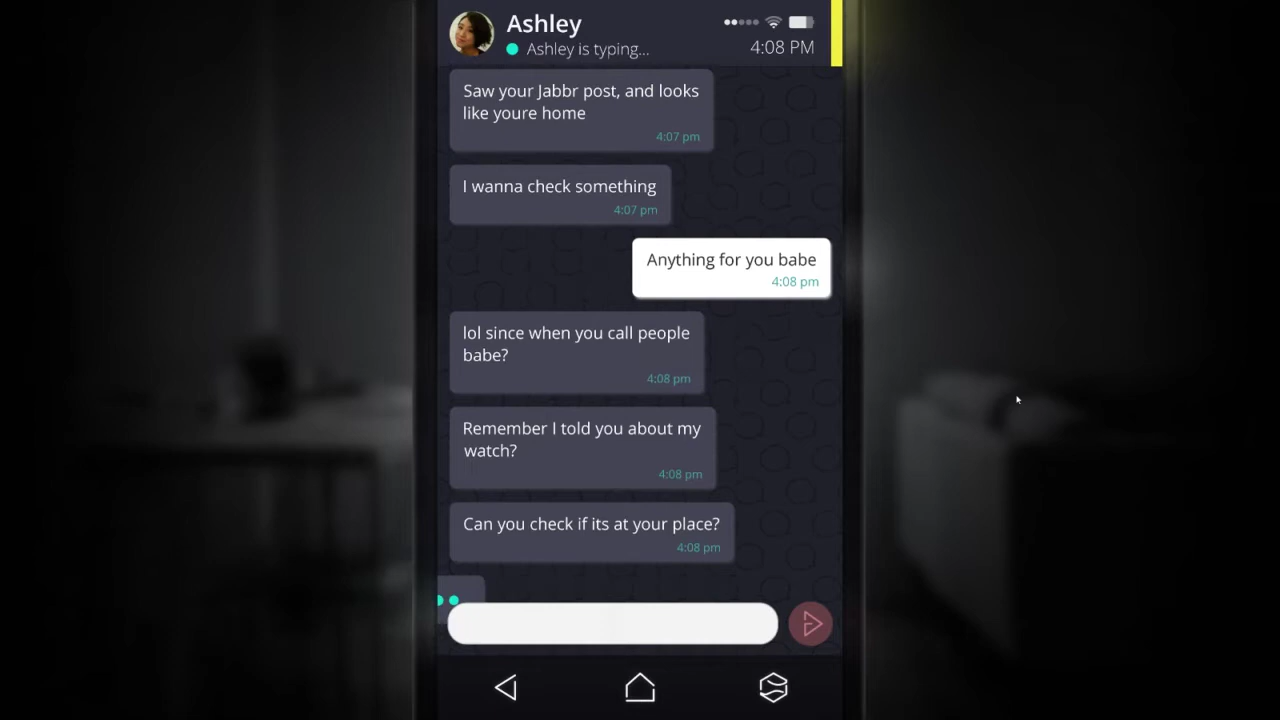 Ashley
Ashley is typing...
4:08 PM
Saw your Jabbr post, and looks
like youre home
4:07 pm
I wanna check something
4:07 pm
Anything for you babe
4:08 pm
lol since when you call people
babe?
4:08 pm
Remember I told you about my
watch?
4:08 pm
Can you check if its at your place?
4:08 pm